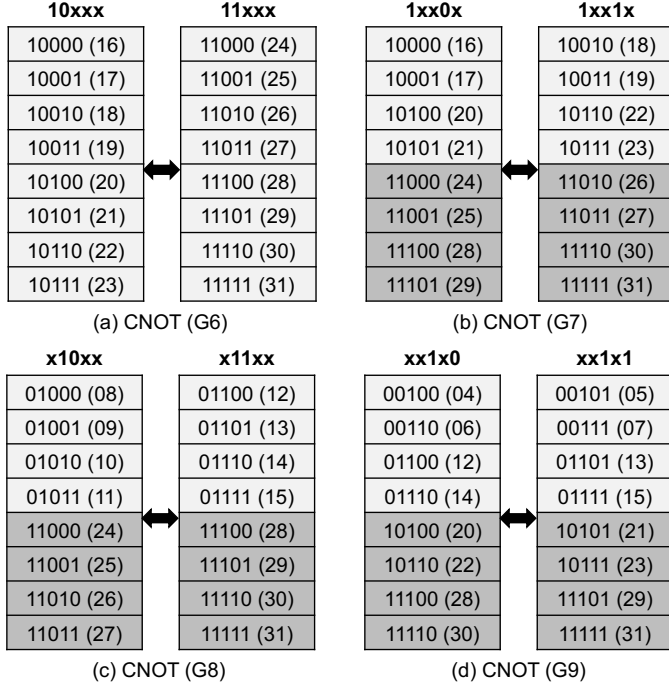 10xxx 11xxx 1xx0x 1xx1x
10000 (16) 11000 (24) 10000 (16) 10010 (18)
10001 (17) 11001 (25) 10001 (17) 10011 (19)
10010 (18) 11010 (26) 10100 (20) 10110 (22)
10011 (19) 11011 (27) 10101 (21) 10111 (23)
10100 (20) 11100 (28) 11000 (24) 11010 (26)
10101 (21) 11101 (29) 11001 (25) 11011 (27)
10110 (22) 11110 (30) 11100 (28) 11110 (30)
10111 (23) 11111 (31) 11101 (29) 11111 (31)
(a) CNOT (G6) (b) CNOT (G7)
x10xx x11xx xx1x0 xx1x1
01000 (08) 01100 (12) 00100 (04) 00101 (05)
01001 (09) 01101 (13) 00110 (06) 00111 (07)
01010 (10) 01110 (14) 01100 (12) 01101 (13)
01011 (11) 01111 (15) 01110 (14) 01111 (15)
11000 (24) 11100 (28) 10100 (20) 10101 (21)
11001 (25) 11101 (29) 10110 (22) 10111 (23)
11010 (26) 11110 (30) 11100 (28) 11101 (29)
11011 (27) 11111 (31) 11110 (30) 11111 (31)
(c) CNOT (G8) (d) CNOT (G9)